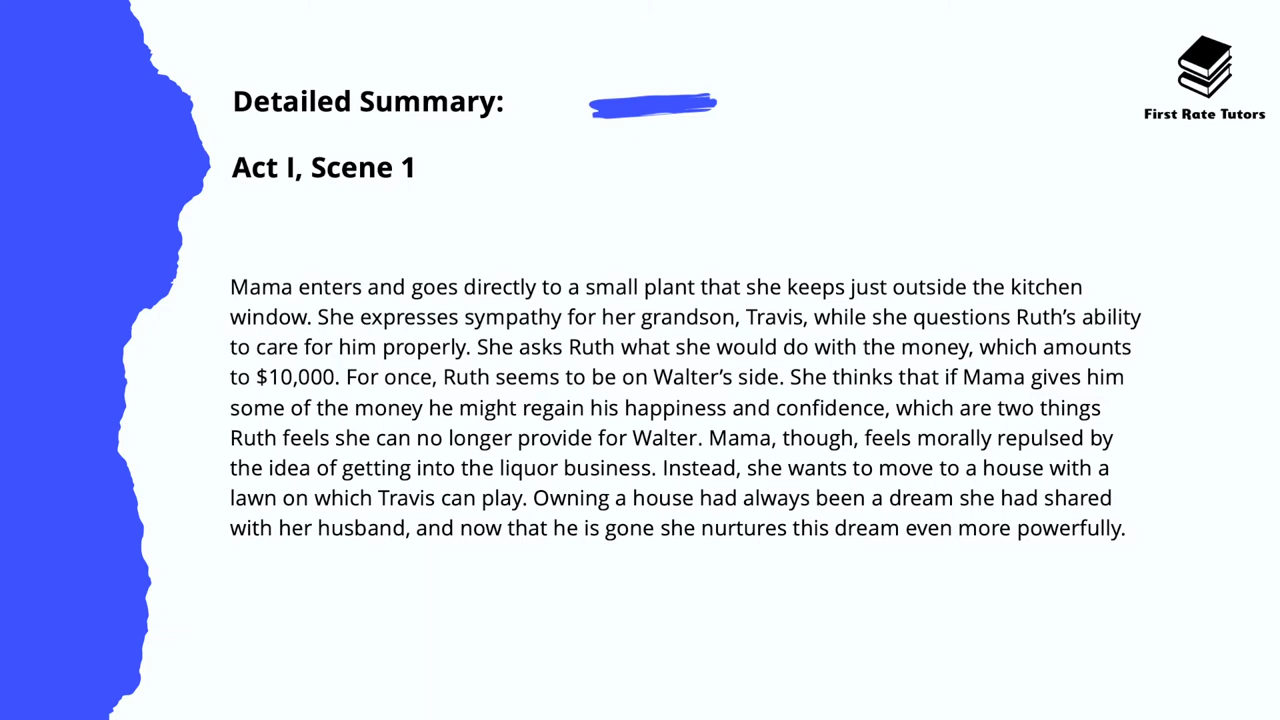 First Rate Tutors
Detailed Summary:
Act I, Scene 1
Mama enters and goes directly to a small plant that she keeps just outside the kitchen
window. She expresses sympathy for her grandson, Travis, while she questions Ruth’s ability
to care for him properly. She asks Ruth what she would do with the money, which amounts
to $10,000. For once, Ruth seems to be on Walter’s side. She thinks that if Mama gives him
some of the money he might regain his happiness and confidence, which are two things
Ruth feels she can no longer provide for Walter. Mama, though, feels morally repulsed by
the idea of getting into the liquor business. Instead, she wants to move to a house with a
lawn on which Travis can play. Owning a house had always been a dream she had shared
with her husband, and now that he is gone she nurtures this dream even more powerfully.